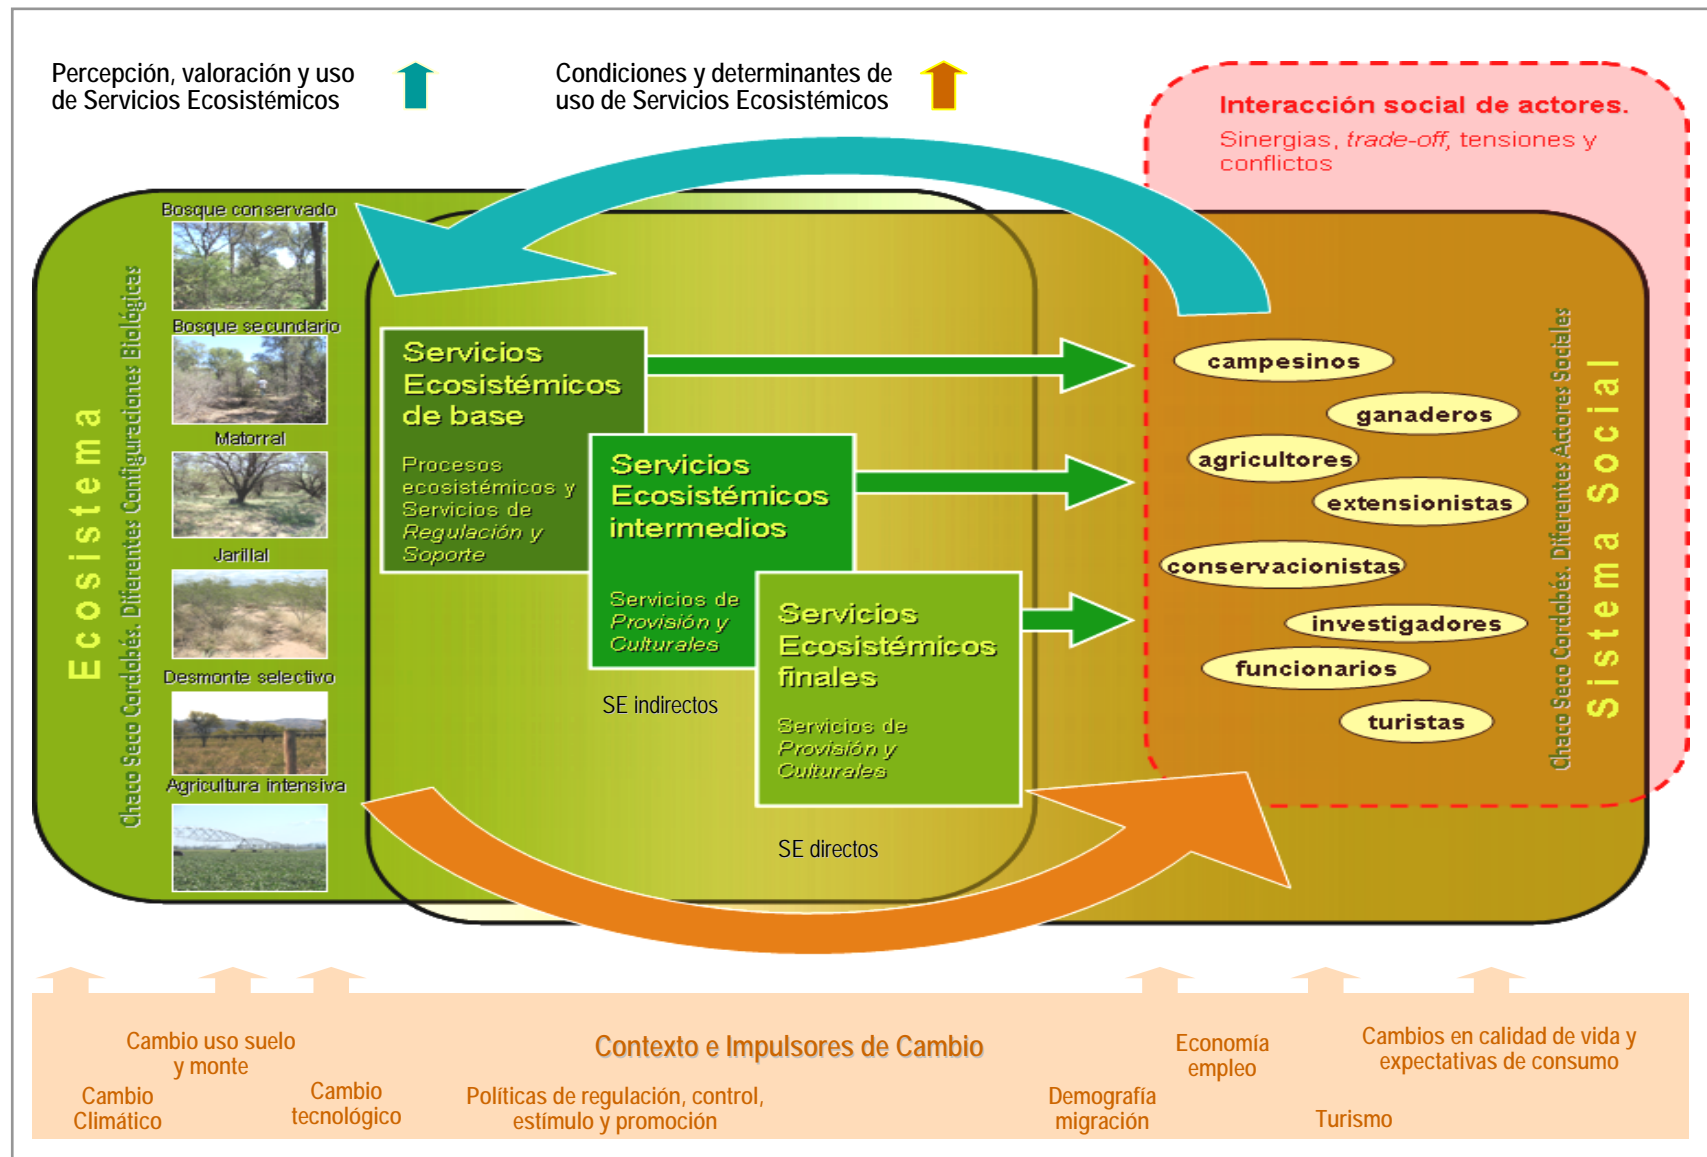 Percepción, valoración y uso
de Servicios Ecosistémicos
Condiciones y determinantes de
uso de Servicios Ecosistémicos
Interacción social de actores.
Sinergias, trade-off, tensiones y
conflictos
Ecosistema
Chaco Seco Cordobés. Diferentes Configuraciones Biológicas
Bosque conservado
Bosque secundario
Matorral
Jarillal
Desmonte selectivo
Agricultura intensiva
Servicios
Ecosistémicos
de base
Procesos
ecosistémicos y
Servicios de
Regulación y
Soporte
Servicios
Ecosistémicos
intermedios
Servicios de
Provisión y
Culturales
SE indirectos
Servicios
Ecosistémicos
finales
Servicios de
Provisión y
Culturales
SE directos
campesinos
ganaderos
agricultores
extensionistas
conservacionistas
investigadores
funcionarios
turistas
Chaco Seco Cordobés. Diferentes Actores Sociales
Sistema Social
Contexto e Impulsores de Cambio
Cambio
Climático
Cambio uso suelo
y monte
Cambio
tecnológico
Políticas de regulación, control,
estímulo y promoción
Demografía
migración
Economía
empleo
Turismo
Cambios en calidad de vida y
expectativas de consumo